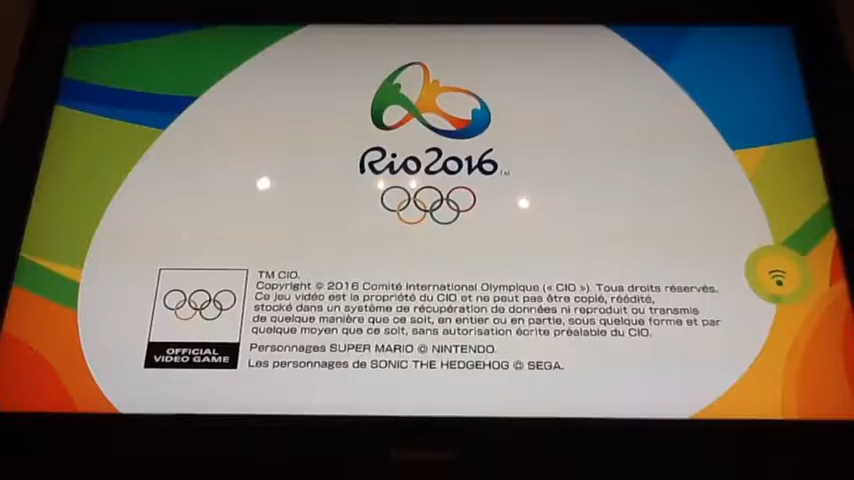 Rio2016™
TM CIO.
Copyright © 2016 Comité International Olympique (« CIO »). Tous droits réservés.
Ce jeu vidéo est la propriété du CIO et ne peut pas être copié, réédité,
stocké dans un système de récupération de données ni reproduit ou transmis
de quelque manière que ce soit, en entier ou en partie, sous quelque forme et par
quelque moyen que ce soit, sans autorisation écrite préalable du CIO.
OFFICIAL
VIDEO GAME
Personnages SUPER MARIO © NINTENDO.
Les personnages de SONIC THE HEDGEHOG © SEGA.